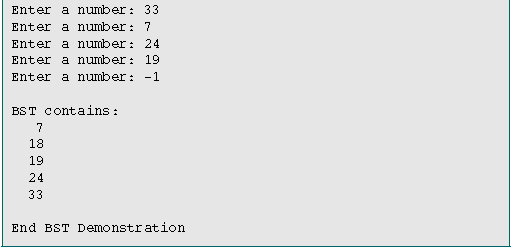 Enter a number: 33
Enter a number: 7
Enter a number: 24
Enter a number: 19
Enter a number: -1
BST contains:
7
18
19
24
33
End BST Demonstration